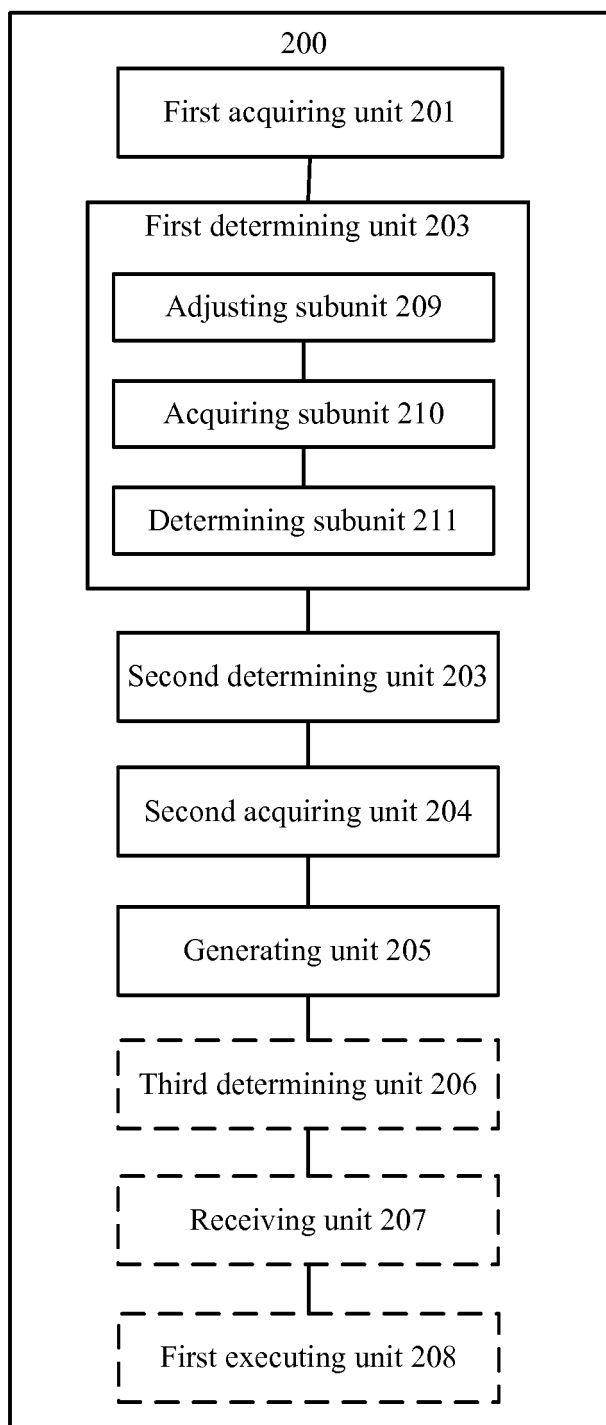 200
First acquiring unit 201
First determining unit 203
Adjusting subunit 209
Acquiring subunit 210
Determining subunit 211
Second determining unit 203
Second acquiring unit 204
Generating unit 205
Third determining unit 206
Receiving unit 207
First executing unit 208